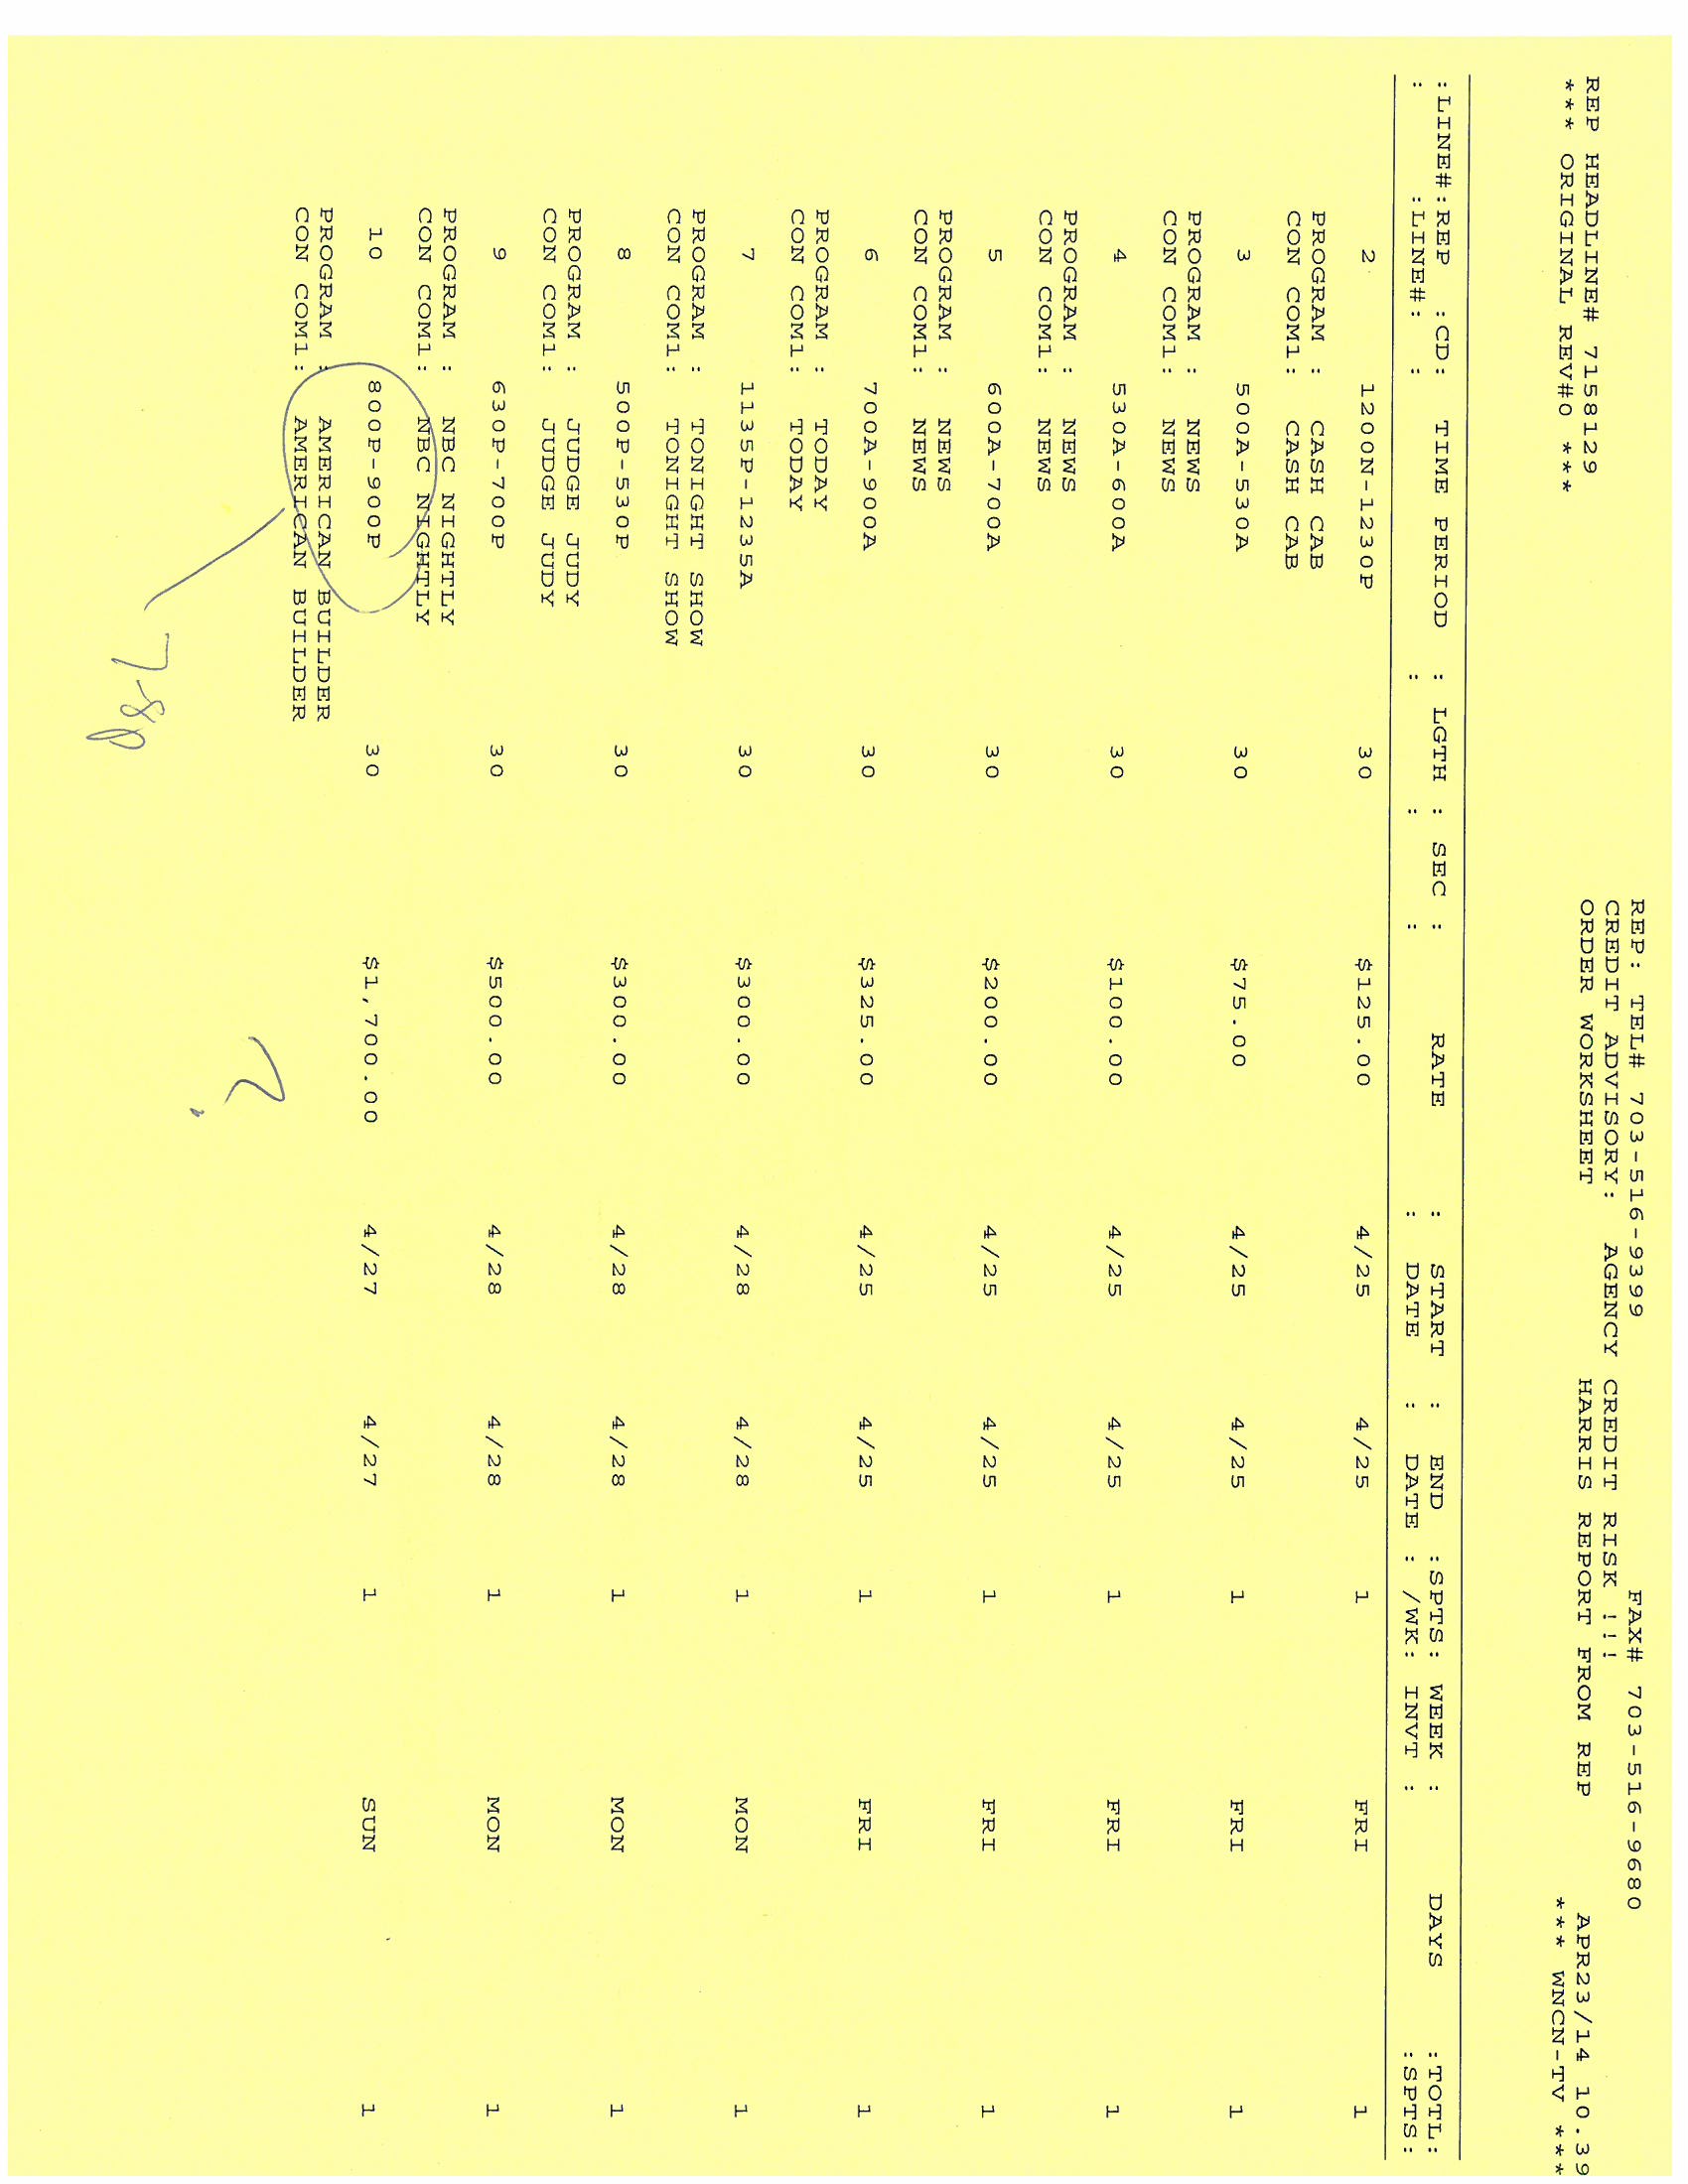 REP: TEL# 703-516-9399 FAX# 703-516-9680
CREDIT ADVISORY: AGENCY CREDIT RISK !!!
REP HEADLINE# 7158129 ORDER WORKSHEET HARRIS REPORT FROM REP APR23/14 10.39
*** ORIGINAL REV#0 *** *** WNCN-TV ***
:LINE#:REP :CD: TIME PERIOD : LGTH : SEC : RATE : START : END :SPTS: WEEK : DAYS :TOTL:
: :LINE#: : : : : DATE : DATE : /WK: INVT : :SPTS:
2 1200N-1230P 30 $125.00 4/25 4/25 1 FRI 1
PROGRAM : CASH CAB
CON COM1: CASH CAB
3 500A-530A 30 $75.00 4/25 4/25 1 FRI 1
PROGRAM : NEWS
CON COM1: NEWS
4 530A-600A 30 $100.00 4/25 4/25 1 FRI 1
PROGRAM : NEWS
CON COM1: NEWS
5 600A-700A 30 $200.00 4/25 4/25 1 FRI 1
PROGRAM : NEWS
CON COM1: NEWS
6 700A-900A 30 $325.00 4/25 4/25 1 FRI 1
PROGRAM : TODAY
CON COM1: TODAY
7 1135P-1235A 30 $300.00 4/28 4/28 1 MON 1
PROGRAM : TONIGHT SHOW
CON COM1: TONIGHT SHOW
8 500P-530P 30 $300.00 4/28 4/28 1 MON 1
PROGRAM : JUDGE JUDY
CON COM1: JUDGE JUDY
9 630P-700P 30 $500.00 4/28 4/28 1 MON 1
PROGRAM : NBC NIGHTLY
CON COM1: NBC NIGHTLY
10 800P-900P 30 $1,700.00 4/27 4/27 1 SUN 1
PROGRAM : AMERICAN BUILDER
CON COM1: AMERICAN BUILDER
7-8p
?